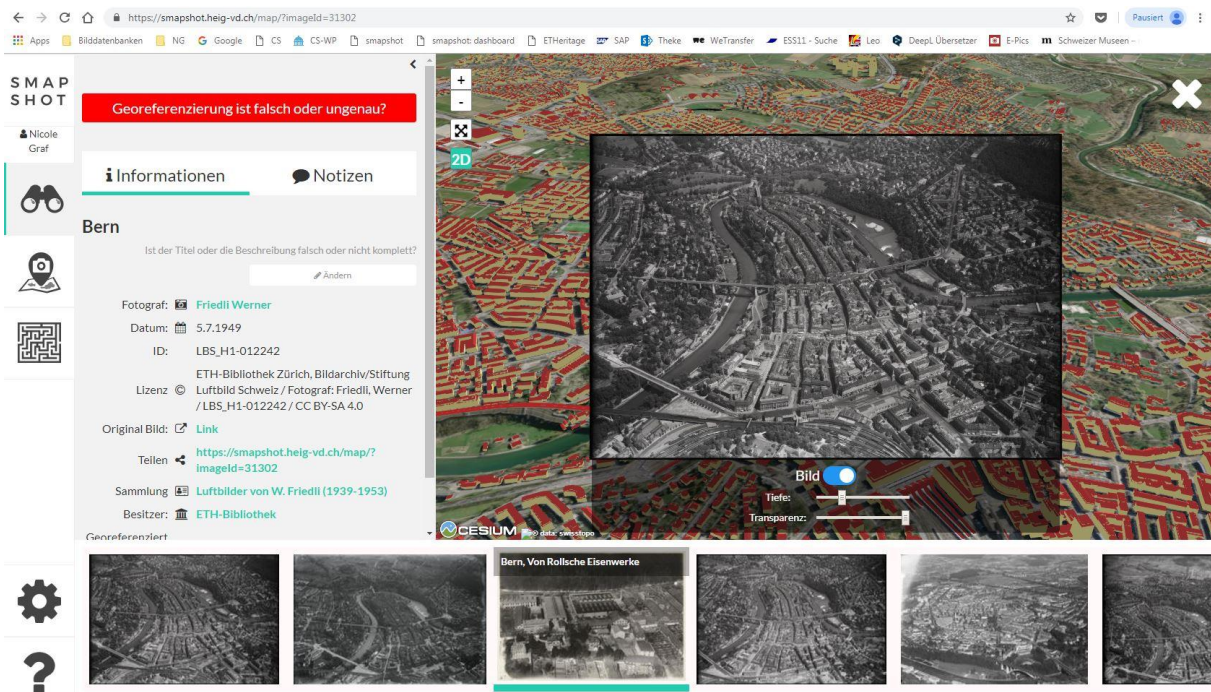 https://smapshot.heig-vd.ch/map/?imageId=31302
Pausiert
Apps Bilddatenbanken NG Google CS CS-WP smapshot smapshot: dashboard ETHeritage SAP Theke WeTransfer ESS11 - Suche Leo DeepL Übersetzer E-Pics Schweizer Museen –
SMAP
SHOT
Nicole
Graf
Georeferenzierung ist falsch oder ungenau?
Informationen
Notizen
Bern
Ist der Titel oder die Beschreibung falsch oder nicht komplett?
Ändern
Fotograf: Friedli Werner
Datum: 5.7.1949
ID: LBS_H1-012242
ETH-Bibliothek Zürich, Bildarchiv/Stiftung
Lizenz © Luftbild Schweiz / Fotograf: Friedli, Werner
/ LBS_H1-012242 / CC BY-SA 4.0
Original Bild: Link
Teilen https://smapshot.heig-vd.ch/map/?
imageId=31302
Sammlung Luftbilder von W. Friedli (1939-1953)
Besitzer: ETH-Bibliothek
Georeferenziert
+
-
2D
Bild
Tiefe:
Transparenz:
CESIUM © data: swisstopo
Bern, Von Rollsche Eisenwerke
?